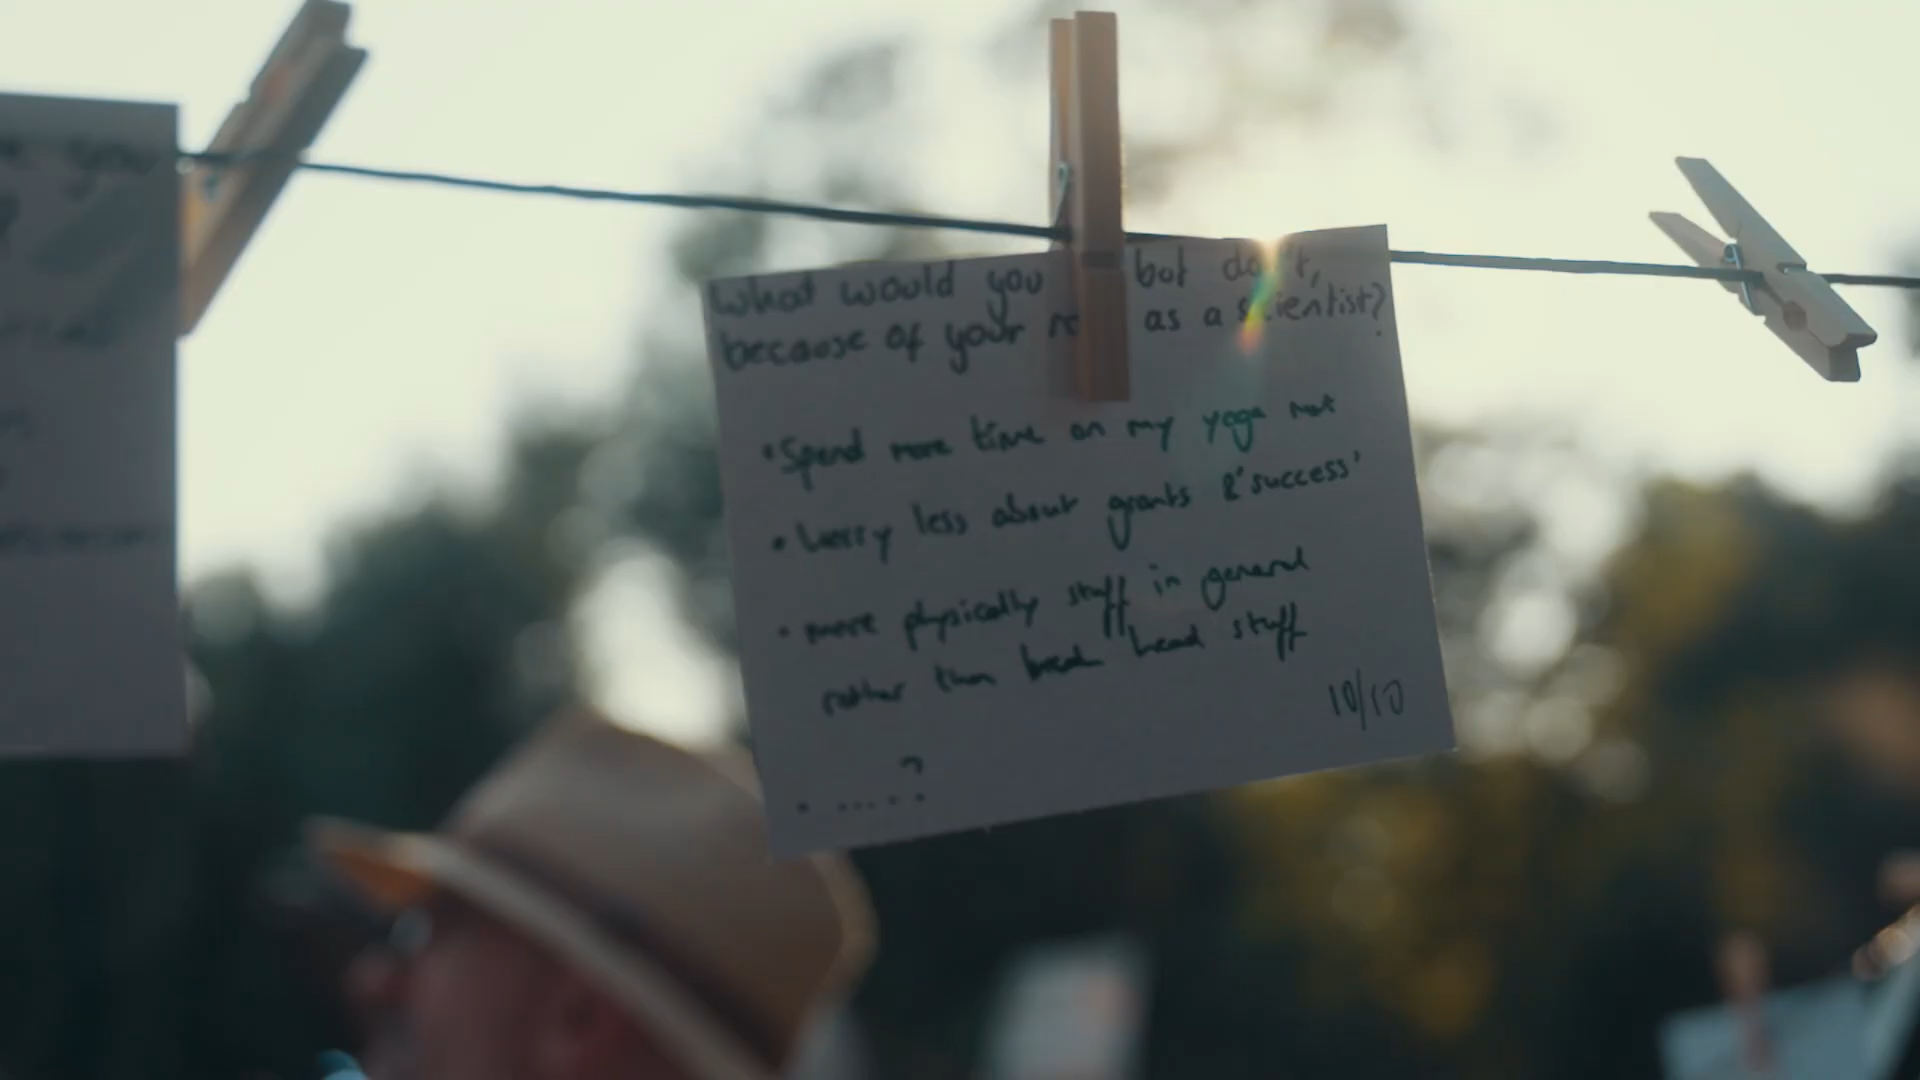 What would you but don't,
because of your as a scientist?
• Spend more time on my yoga mat
• Worry less about grants & 'success'
• more physically stuff in general
rather than head stuff
10/10
?
• .....